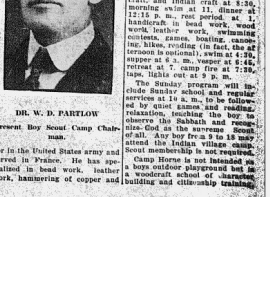 DR. W. D. PARTLOW
resent Boy Scout Camp Chair-
man.
r in the United States army and
rved in France. He has spe-
alized in bead work, leather
ork, hammering of copper and
craft, and Indian craft at 8:30,
morning swim at 11, dinner at
12:15 p. m., rest period. at 1,
handicraft in bead work, wood
work, leather work, swimming
contests, games, boating, canoe-
ing, hikes, reading (in fact, the af
ternoon is optional), swim at 4:30,
supper at 6 a. m., vesper at 6:45,
retreat at 7, camp fire at 7:30,
taps, lights out at 9 p. m.
The Sunday program will in-
clude Sunday school and regular
services at 10 a. m., to be follow-
ed by quiet games and reading,
relaxation, teaching the boy to
observe the Sabbath and recog-
nize God as the supreme Scout
of all. Any boy from 9 to 18 may
attend the Indian village camp.
Scout membership is not required.
Camp Horne is not intended as
a boys outdoor playground but is
a woodcraft school of character
building and citizenship training,